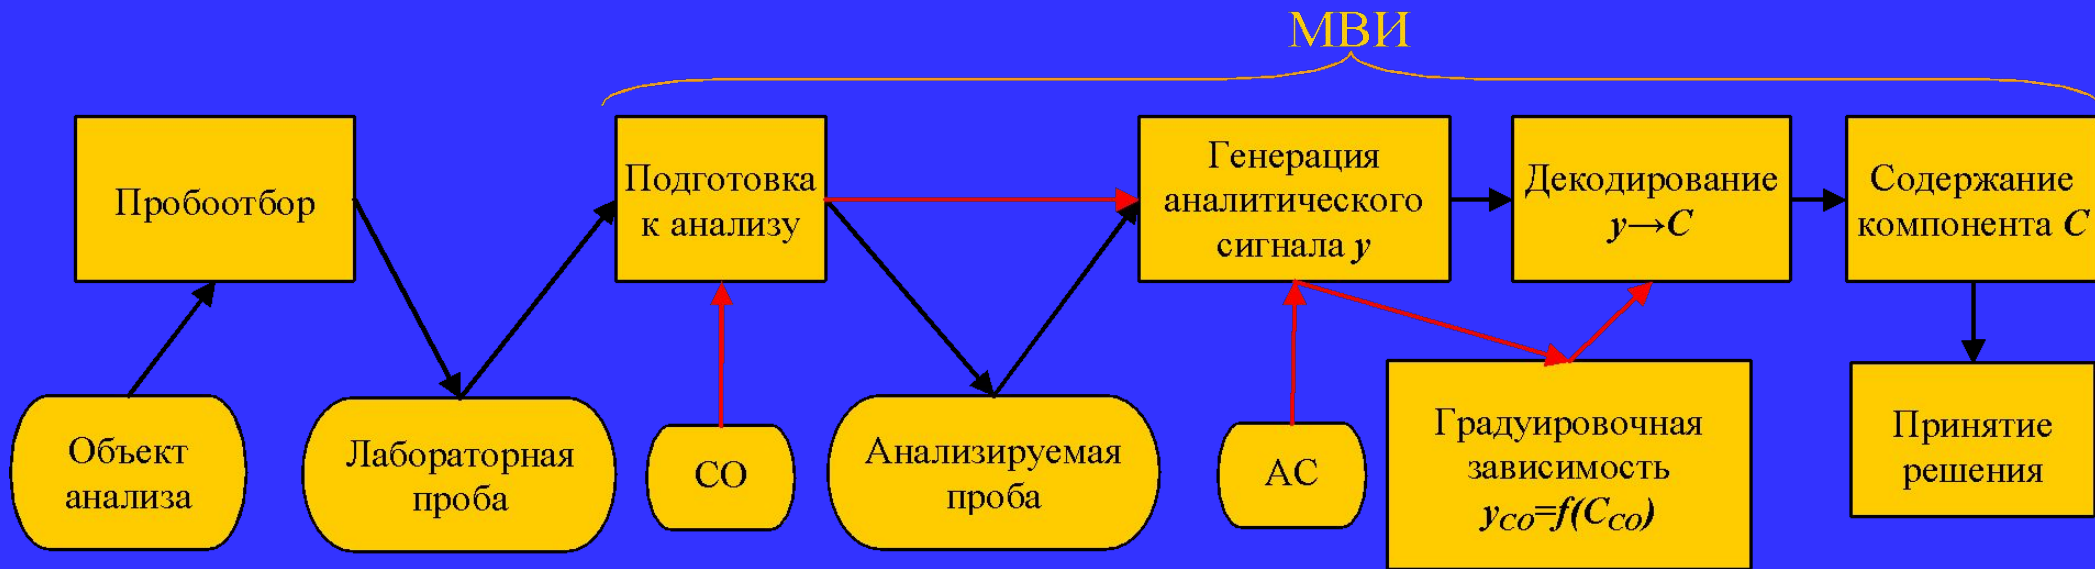 МВИ
Пробоотбор
Подготовка
к анализу
Генерация
аналитического
сигнала y
Декодирование
y→C
Содержание
компонента C
Объект
анализа
Лабораторная
проба
СО
Анализируемая
проба
АС
Градуировочная
зависимость
yCO=f(CCO)
Принятие
решения